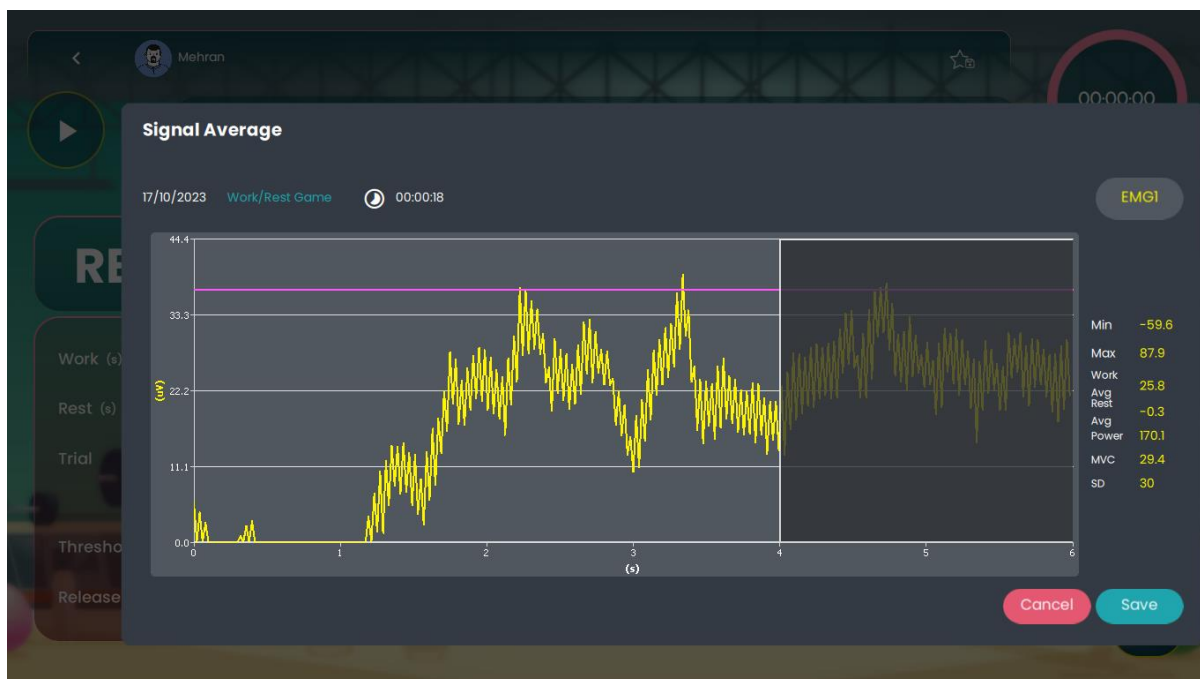 Mehran
00:00:00
Signal Average
17/10/2023 Work/Rest Game 00:00:18
EMG1
RE
44.4
33.3
22.2
11.1
0.0
(uV)
0 1 2 3 4 5 6
(s)
Min -59.6
Max 87.9
Work
Avg 25.8
Rest
Avg -0.3
Power 170.1
MVC 29.4
SD 30
Work (s)
Rest (s)
Trial
Thresho
Release
Cancel Save